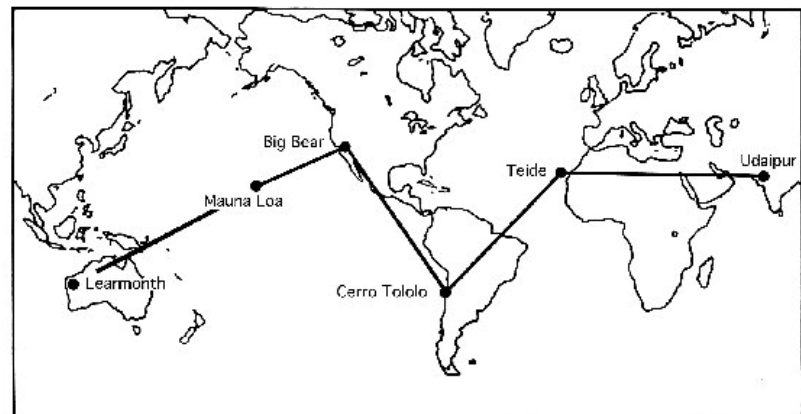 Big Bear
Teide
Udaipur
Mauna Loa
Learmonth
Cerro Tololo